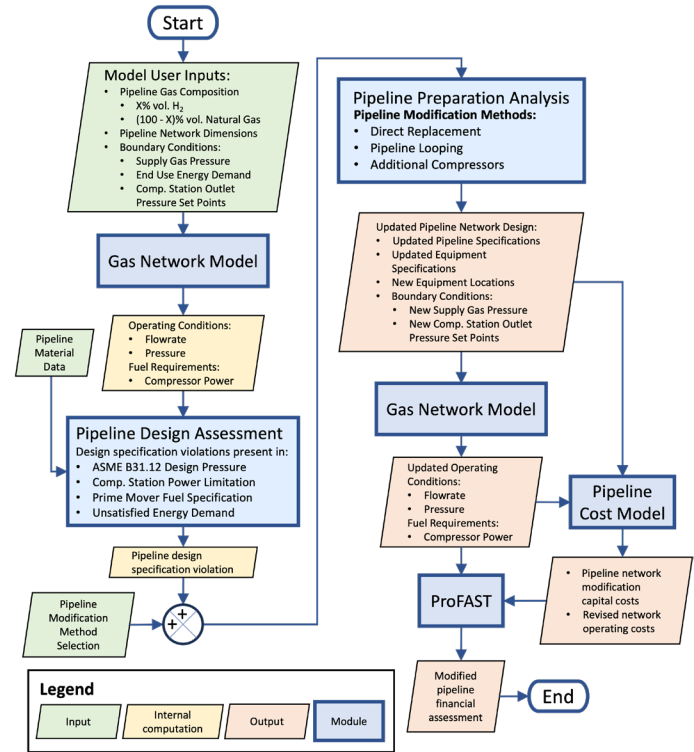 Start
Model User Inputs:
• Pipeline Gas Composition
• X% vol. H₂
• (100 - X)% vol. Natural Gas
• Pipeline Network Dimensions
• Boundary Conditions:
• Supply Gas Pressure
• End Use Energy Demand
• Comp. Station Outlet
Pressure Set Points
Gas Network Model
Operating Conditions:
• Flowrate
• Pressure
Fuel Requirements:
• Compressor Power
Pipeline
Material
Data
Pipeline Design Assessment
Design specification violations present in:
• ASME B31.12 Design Pressure
• Comp. Station Power Limitation
• Prime Mover Fuel Specification
• Unsatisfied Energy Demand
Pipeline design
specification violation
Pipeline
Modification
Method
Selection
+
+
Pipeline Preparation Analysis
Pipeline Modification Methods:
• Direct Replacement
• Pipeline Looping
• Additional Compressors
Updated Pipeline Network Design:
• Updated Pipeline Specifications
• Updated Equipment
Specifications
• New Equipment Locations
• Boundary Conditions:
• New Supply Gas Pressure
• New Comp. Station Outlet
Pressure Set Points
Gas Network Model
Updated Operating
Conditions:
• Flowrate
• Pressure
Fuel Requirements:
• Compressor Power
Pipeline
Cost Model
• Pipeline network
modification
capital costs
• Revised network
operating costs
ProFAST
Modified
pipeline
financial
assessment
End
Legend
Input
Internal
computation
Output
Module